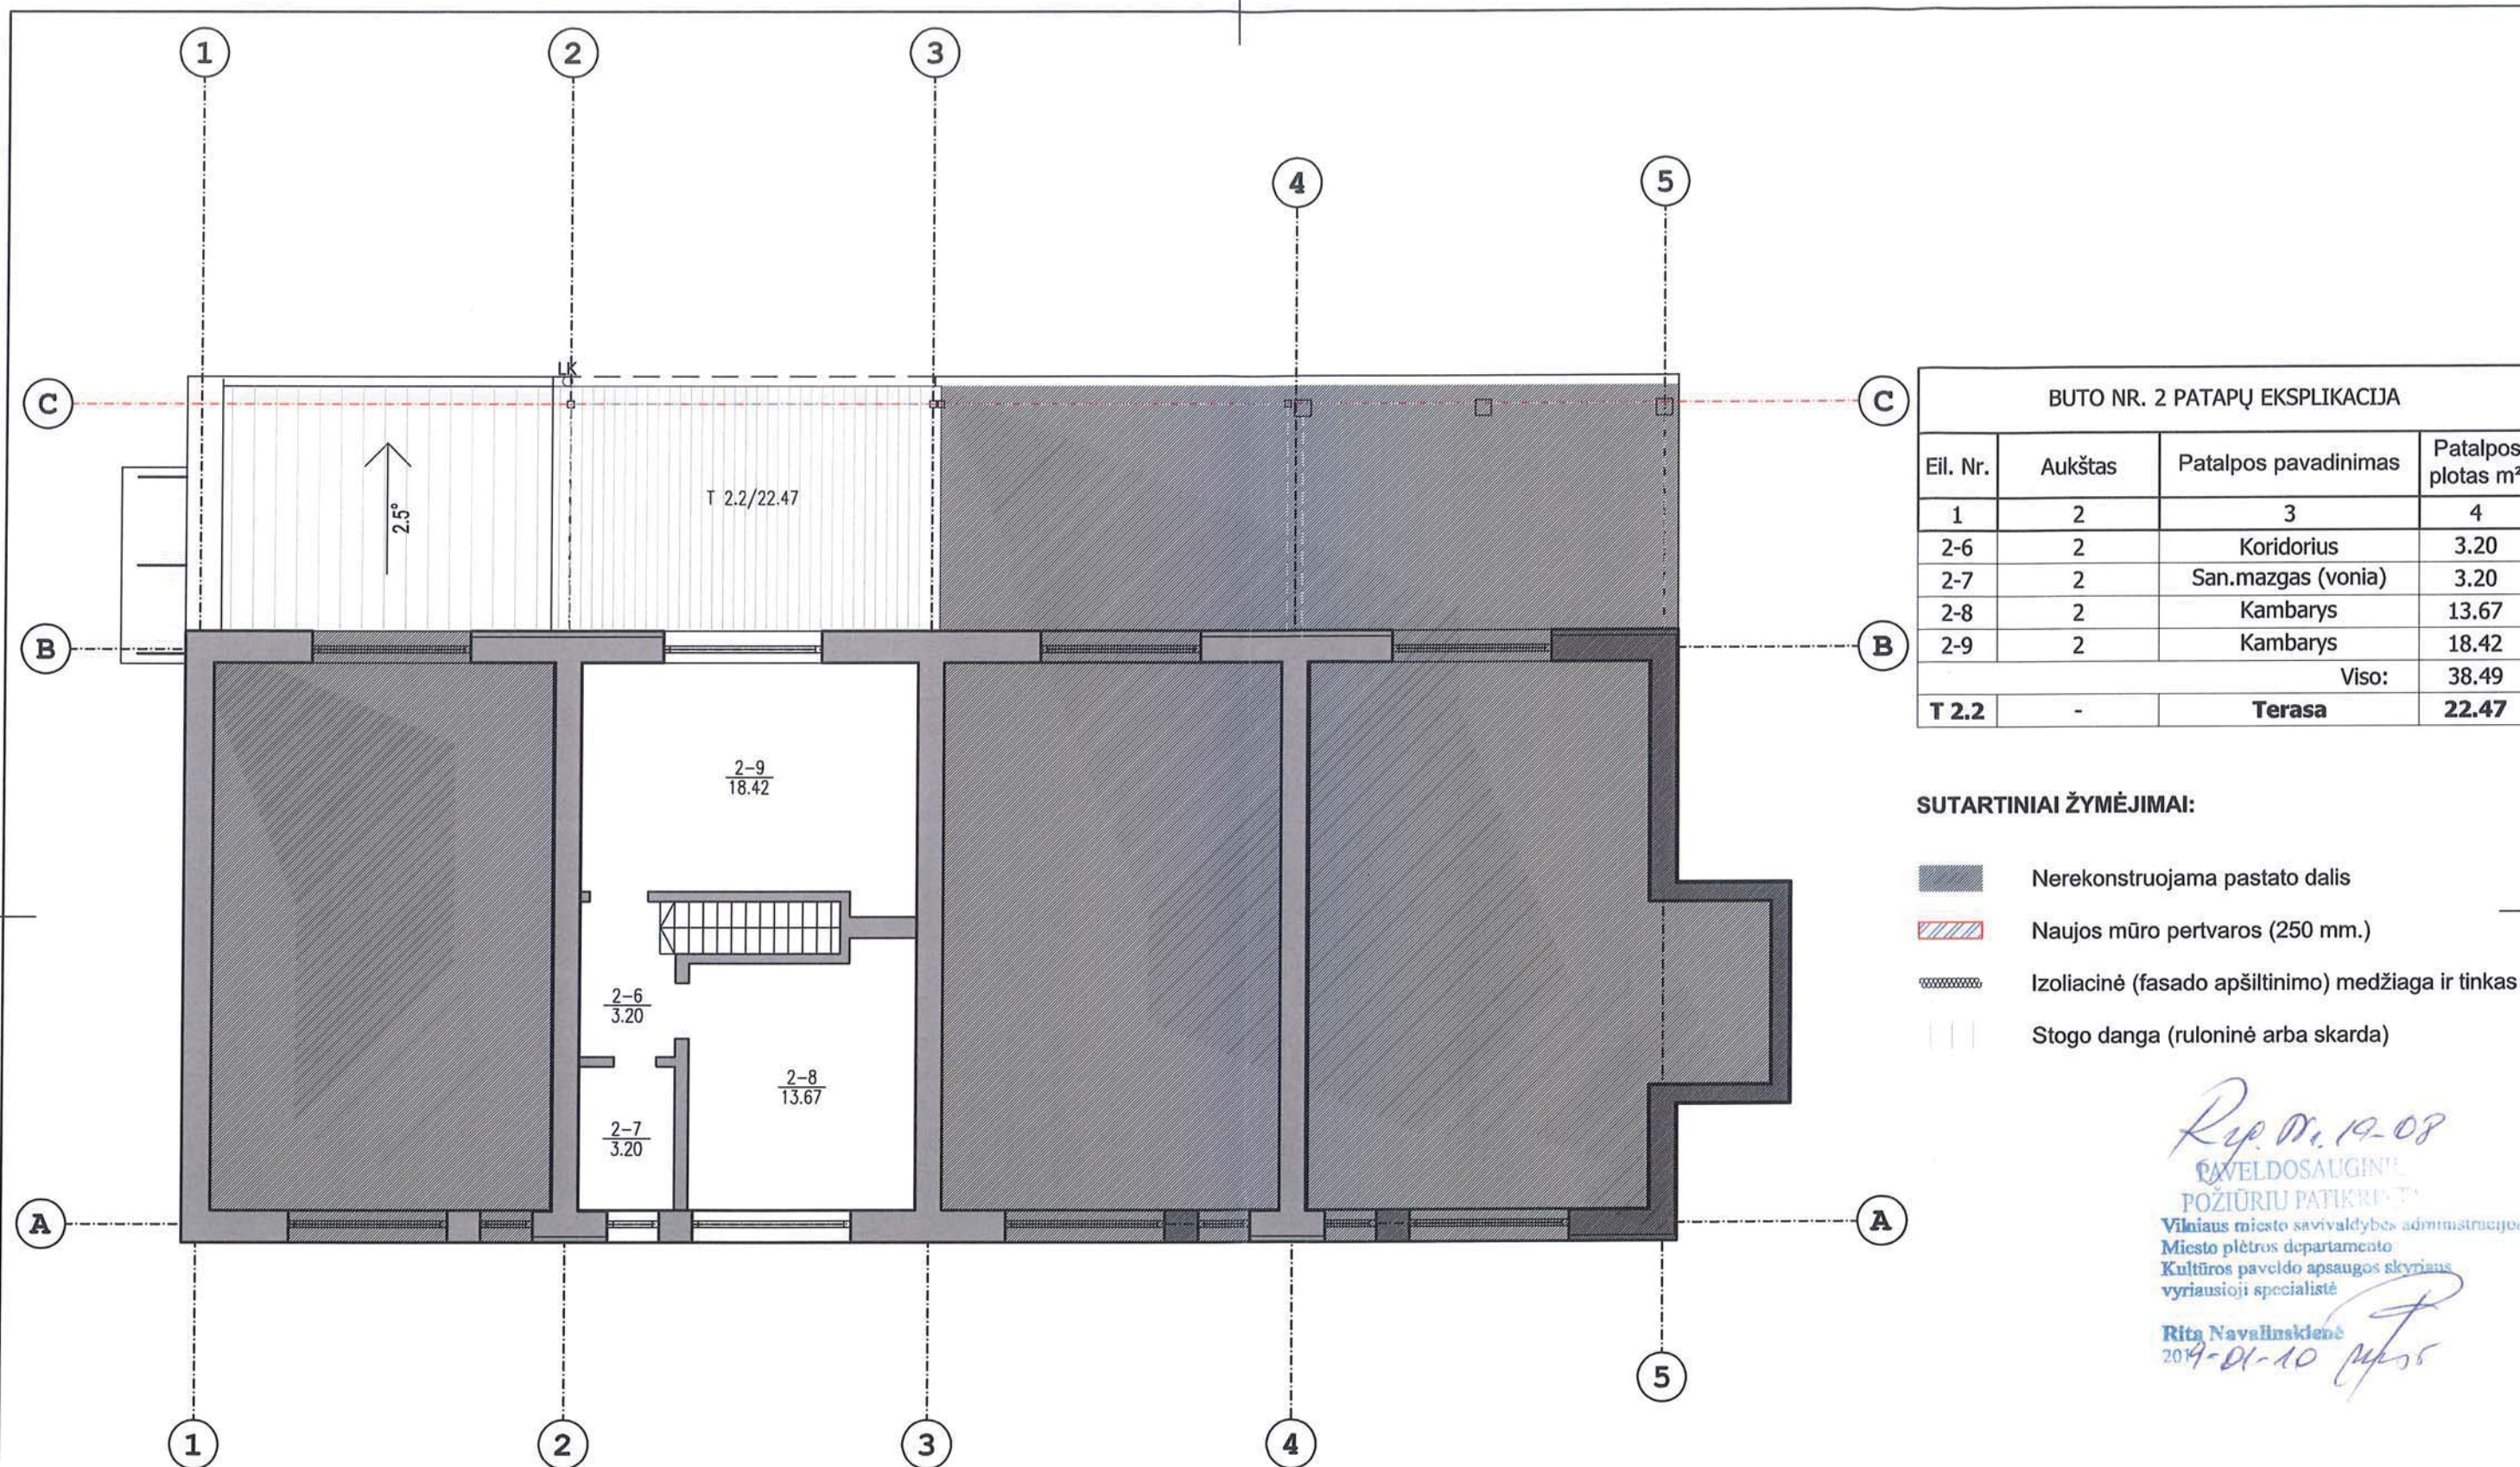 1 2 3
4 5
LK
C C
2.5°
T 2.2/22.47
B B
2-9
18.42
2-6
3.20
2-8
13.67
2-7
3.20
A A
5
1 2 3 4
BUTO NR. 2 PATAPŲ EKSPLIKACIJA
Eil. Nr. Aukštas Patalpos pavadinimas Patalpos plotas m²
1 2 3 4
2-6 2 Koridorius 3.20
2-7 2 San.mazgas (vonia) 3.20
2-8 2 Kambarys 13.67
2-9 2 Kambarys 18.42
Viso: 38.49
T 2.2 - Terasa 22.47
SUTARTINIAI ŽYMĖJIMAI:
Nerekonstruojama pastato dalis
Naujos mūro pertvaros (250 mm.)
Izoliacinė (fasado apšiltinimo) medžiaga ir tinkas
Stogo danga (ruloninė arba skarda)
Nr. 19-08
POŽIŪRIU
Vilniaus miesto savivaldybės
Miesto plėtros departamento
Kultūros paveldo apsaugos skyriaus
vyriausioji specialistė
Rita Navalinskienė
2019-01-10